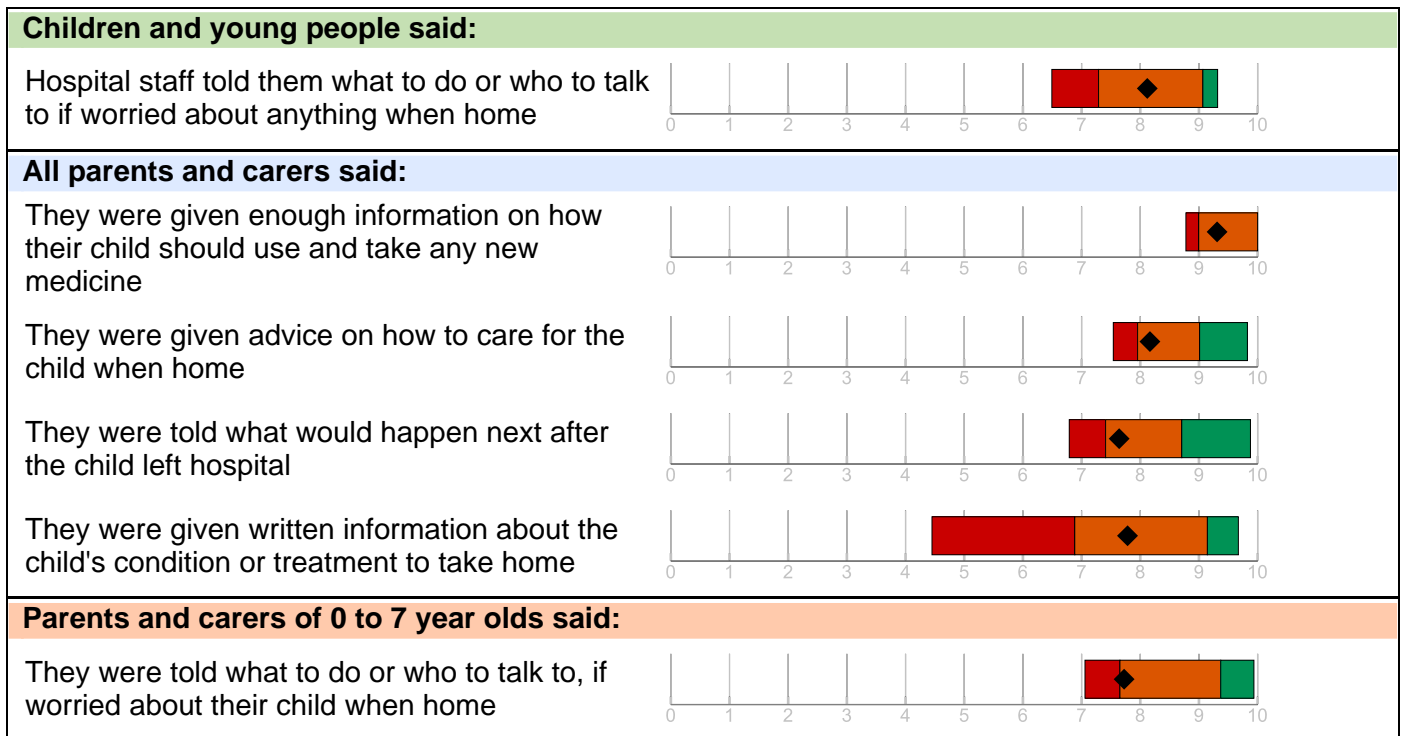 Children and young people said:
Hospital staff told them what to do or who to talk
to if worried about anything when home
0 1 2 3 4 5 6 7 8 9 10
All parents and carers said:
They were given enough information on how
their child should use and take any new
medicine
0 1 2 3 4 5 6 7 8 9 10
They were given advice on how to care for the
child when home
0 1 2 3 4 5 6 7 8 9 10
They were told what would happen next after
the child left hospital
0 1 2 3 4 5 6 7 8 9 10
They were given written information about the
child's condition or treatment to take home
0 1 2 3 4 5 6 7 8 9 10
Parents and carers of 0 to 7 year olds said:
They were told what to do or who to talk to, if
worried about their child when home
0 1 2 3 4 5 6 7 8 9 10